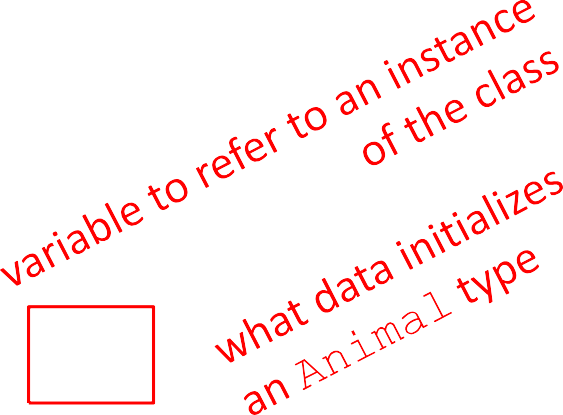 variable to refer to an instance
of the class
what data initializes
an Animal type